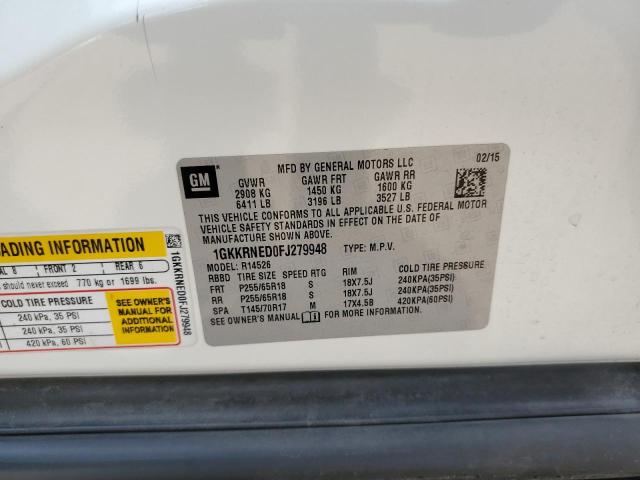 GM
MFD BY GENERAL MOTORS LLC
02/15
GVWR GAWR FRT GAWR RR
2908 KG 1450 KG 1600 KG
6411 LB 3196 LB 3527 LB
THIS VEHICLE CONFORMS TO ALL APPLICABLE U.S. FEDERAL MOTOR
VEHICLE SAFETY STANDARDS IN EFFECT ON THE DATE OF
MANUFACTURE SHOWN ABOVE.
1GKKRNED0FJ279948 TYPE: M.P.V.
MODEL: R14526
RBBD TIRE SIZE SPEED RTG RIM COLD TIRE PRESSURE
FRT P255/65R18 S 18X7.5J 240KPA(35PSI)
RR P255/65R18 S 18X7.5J 240KPA(35PSI)
SPA T145/70R17 M 17X4.5B 420KPA(60PSI)
SEE OWNER'S MANUAL FOR MORE INFORMATION.
ADING INFORMATION
AL 8 FRONT 2 REAR 6
should never exceed 770 kg or 1699 lbs.
COLD TIRE PRESSURE
240 kPa, 35 PSI
240 kPa, 35 PSI
420 kPa, 60 PSI
SEE OWNER'S
MANUAL FOR
ADDITIONAL
INFORMATION
1GKKRNED0FJ279948